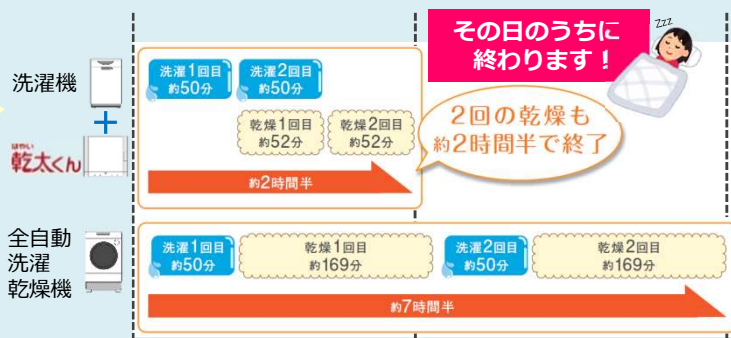 その日のうちに
終わります！
Zzz
洗濯機
＋
はやい
乾太くん
洗濯1回目
約50分
洗濯2回目
約50分
乾燥1回目
約52分
乾燥2回目
約52分
約2時間半
2回の乾燥も
約2時間半で終了
全自動
洗濯
乾燥機
洗濯1回目
約50分
乾燥1回目
約169分
洗濯2回目
約50分
乾燥2回目
約169分
約7時間半